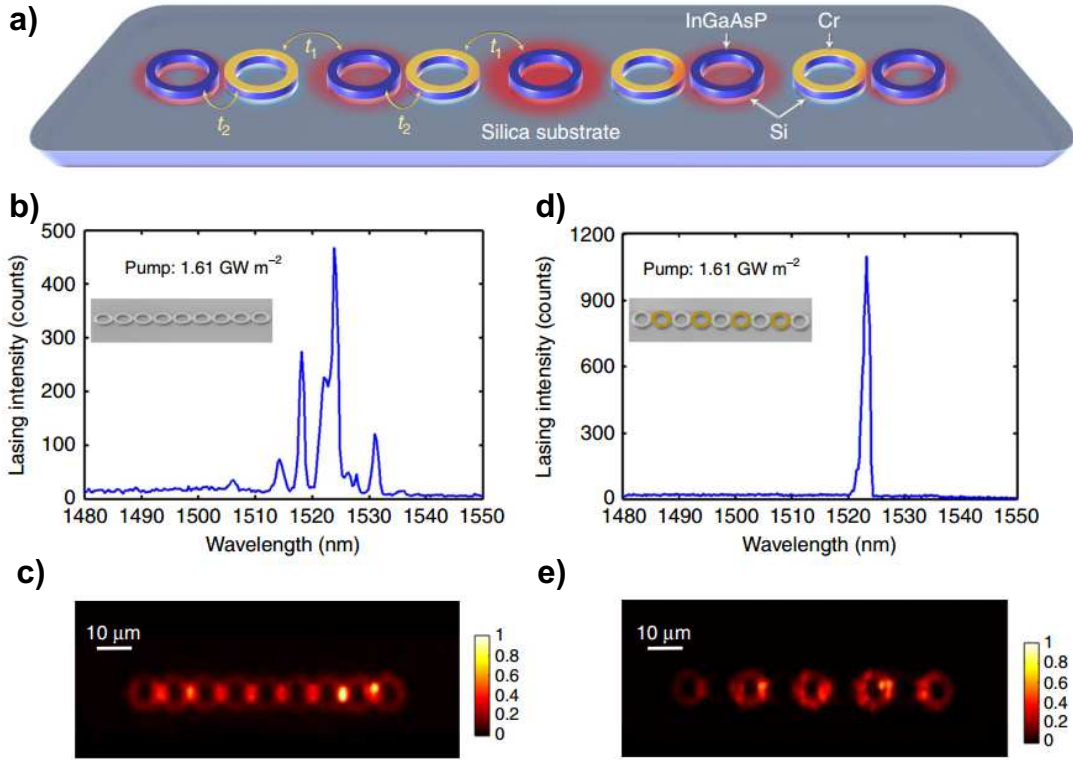 a)
InGaAsP
Cr
t1
t1
t2
t2
Silica substrate
Si
b)
500
400
300
200
100
0
Lasing intensity (counts)
Pump: 1.61 GW m−2
1480 1490 1500 1510 1520 1530 1540 1550
Wavelength (nm)
d)
1200
900
600
300
0
Lasing intensity (counts)
Pump: 1.61 GW m−2
1480 1490 1500 1510 1520 1530 1540 1550
Wavelength (nm)
c)
10 μm
1
0.8
0.6
0.4
0.2
0
e)
10 μm
1
0.8
0.6
0.4
0.2
0